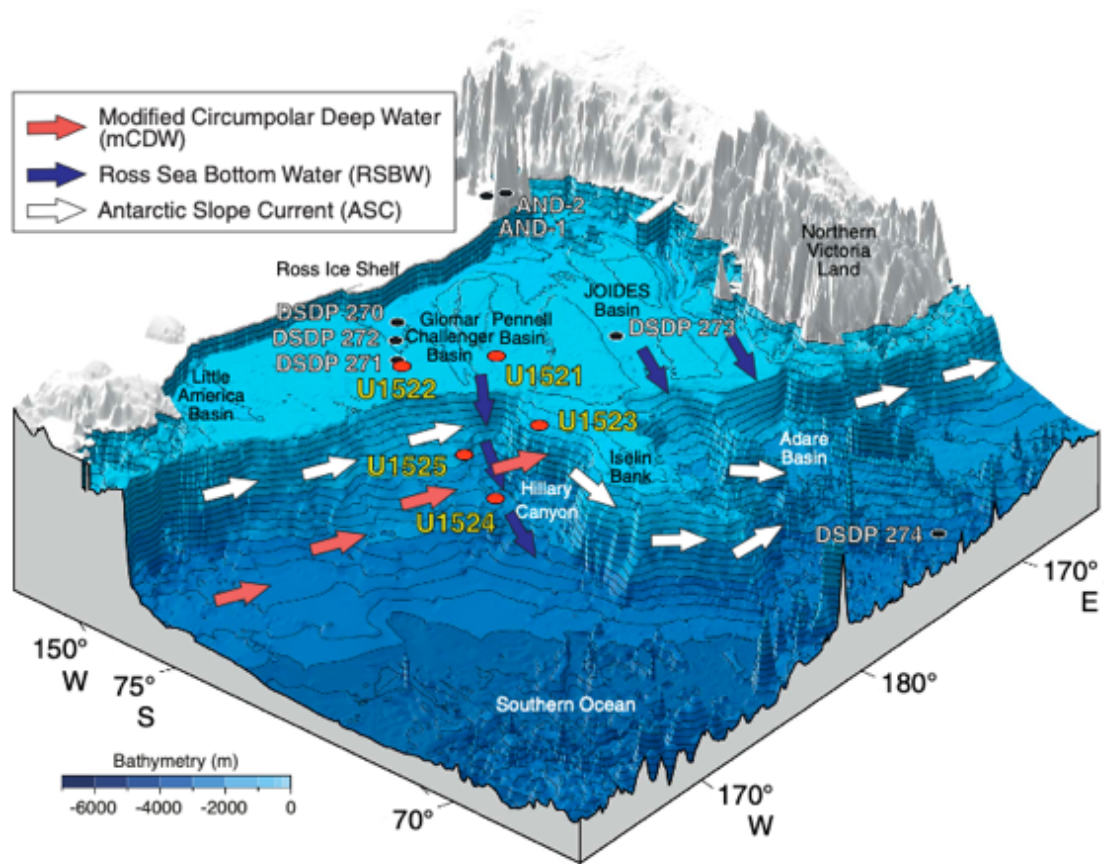 Modified Circumpolar Deep Water
(mCDW)
Ross Sea Bottom Water (RSBW)
Antarctic Slope Current (ASC)
AND-2
AND-1
Northern
Victoria
Land
Ross Ice Shelf
JOIDES
Basin
DSDP 270
DSDP 272
DSDP 271
Glomar
Challenger
Basin
Pennell
Basin
DSDP 273
Little
America
Basin
U1522
U1521
U1523
U1525
Iselin
Bank
Adare
Basin
Hillary
Canyon
U1524
DSDP 274
150°
W
75°
S
Southern Ocean
170°
E
180°
170°
W
70°
Bathymetry (m)
-6000 -4000 -2000 0